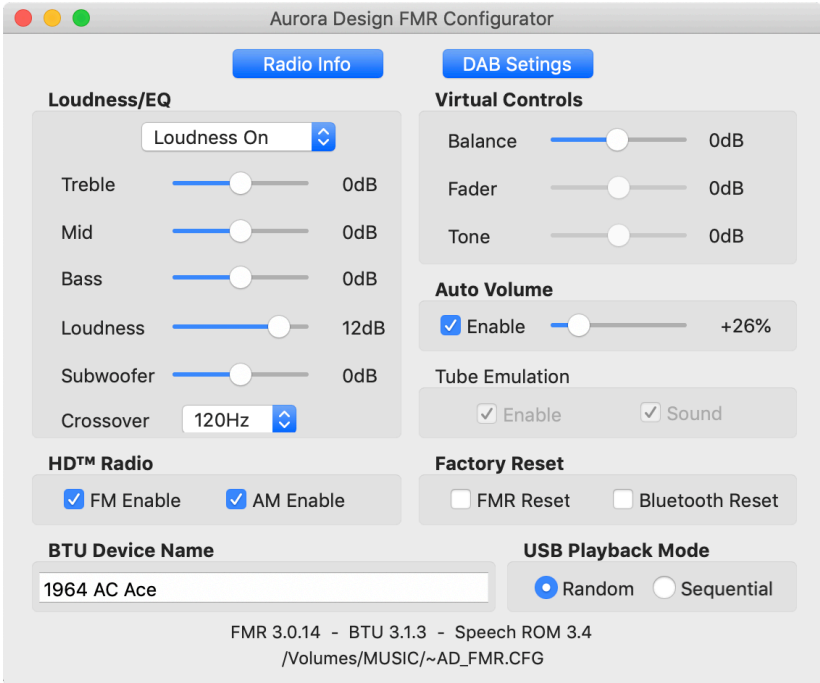 Aurora Design FMR Configurator
Radio Info
DAB Setings
Loudness/EQ
Loudness On
Treble 0dB
Mid 0dB
Bass 0dB
Loudness 12dB
Subwoofer 0dB
Crossover 120Hz
Virtual Controls
Balance 0dB
Fader 0dB
Tone 0dB
Auto Volume
Enable +26%
Tube Emulation
Enable Sound
HD™ Radio
FM Enable AM Enable
Factory Reset
FMR Reset Bluetooth Reset
BTU Device Name
1964 AC Ace
USB Playback Mode
Random Sequential
FMR 3.0.14 - BTU 3.1.3 - Speech ROM 3.4
/Volumes/MUSIC/~AD_FMR.CFG